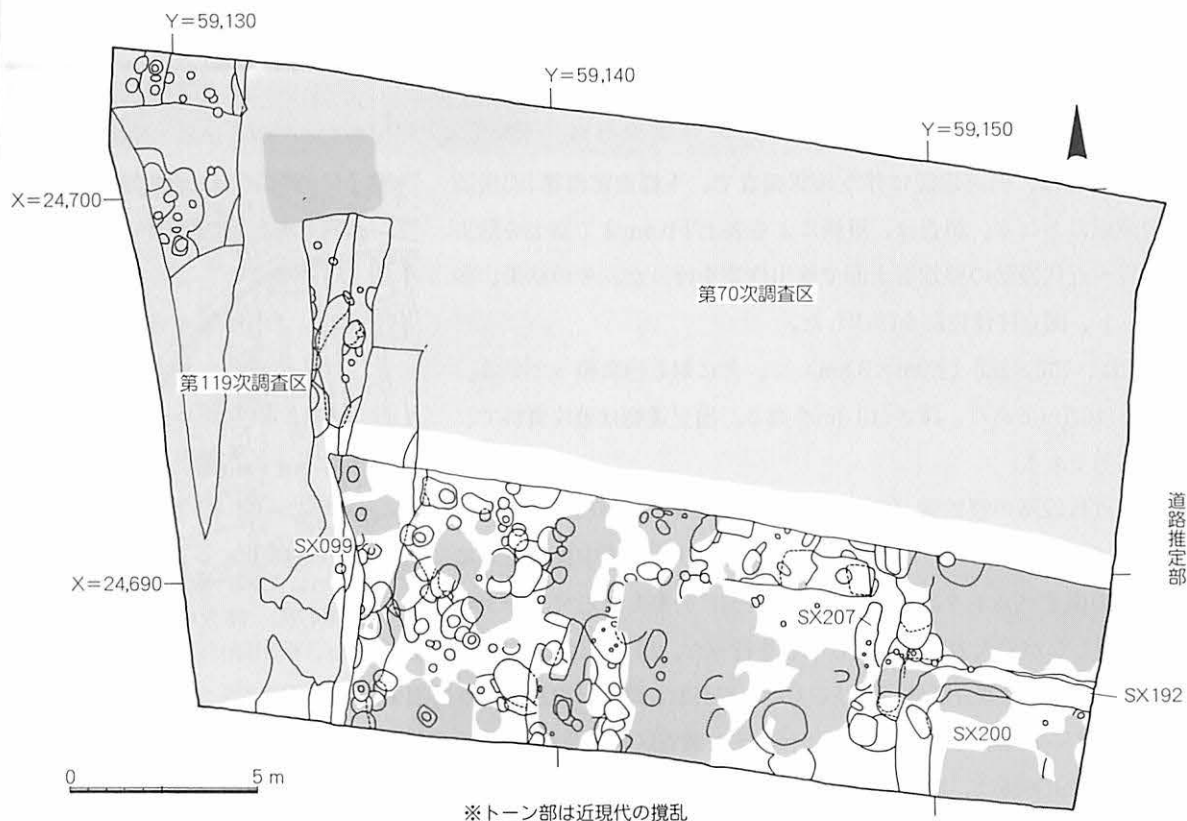 Y=59,130
Y=59,140
Y=59,150
X=24,700
第70次調査区
第119次調査区
道路推定部
SX099
X=24,690
SX207
SX192
SX200
0 5 m
※トーン部は近現代の撹乱